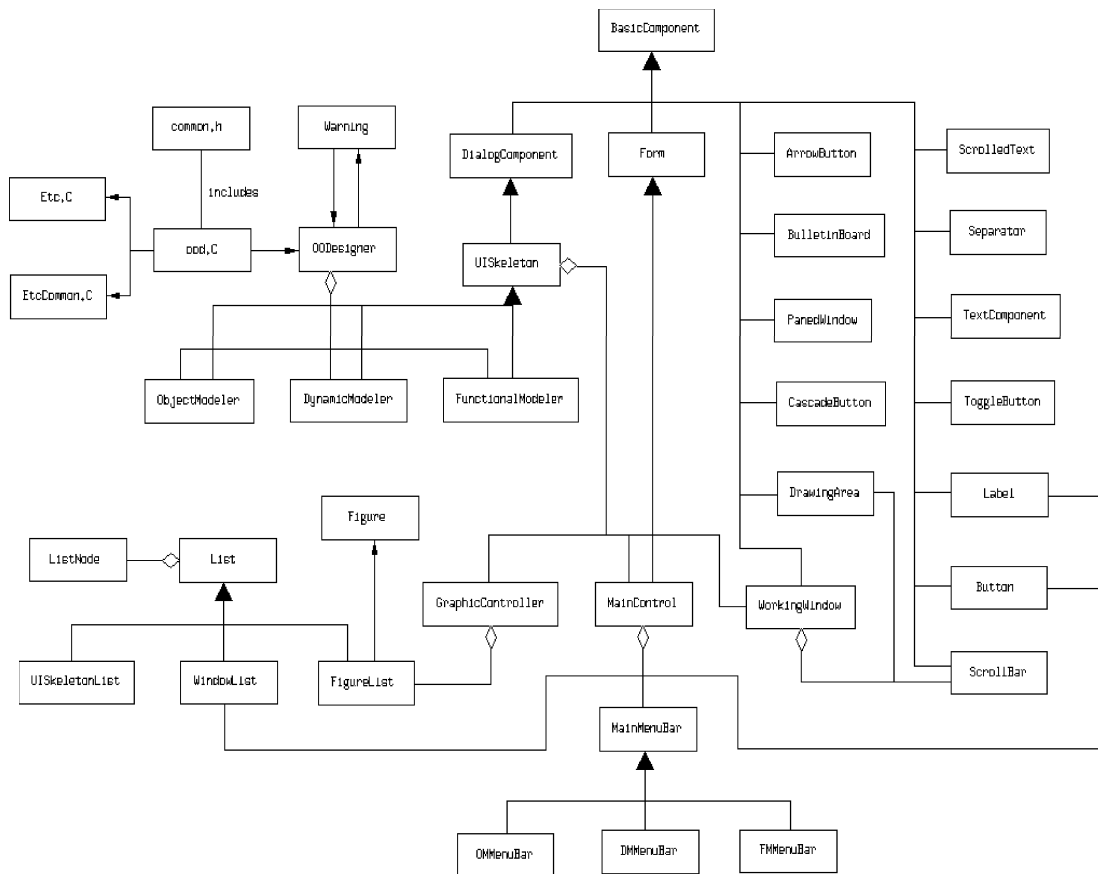 BasicComponent
common.h
Warning
DialogComponent
Form
ArrowButton
ScrolledText
Etc.C
includes
ood.C
OODesigner
UISkeleton
BulletinBoard
Separator
EtcCommon.C
PanedWindow
TextComponent
ObjectModeler
DynamicModeler
FunctionalModeler
CascadeButton
ToggleButton
DrawingArea
Label
Figure
ListNode
List
GraphicController
MainControl
WorkingWindow
Button
UISkeletonList
WindowList
FigureList
ScrollBar
MainMenuBar
OMMenuBar
DMMenuBar
FMMenuBar